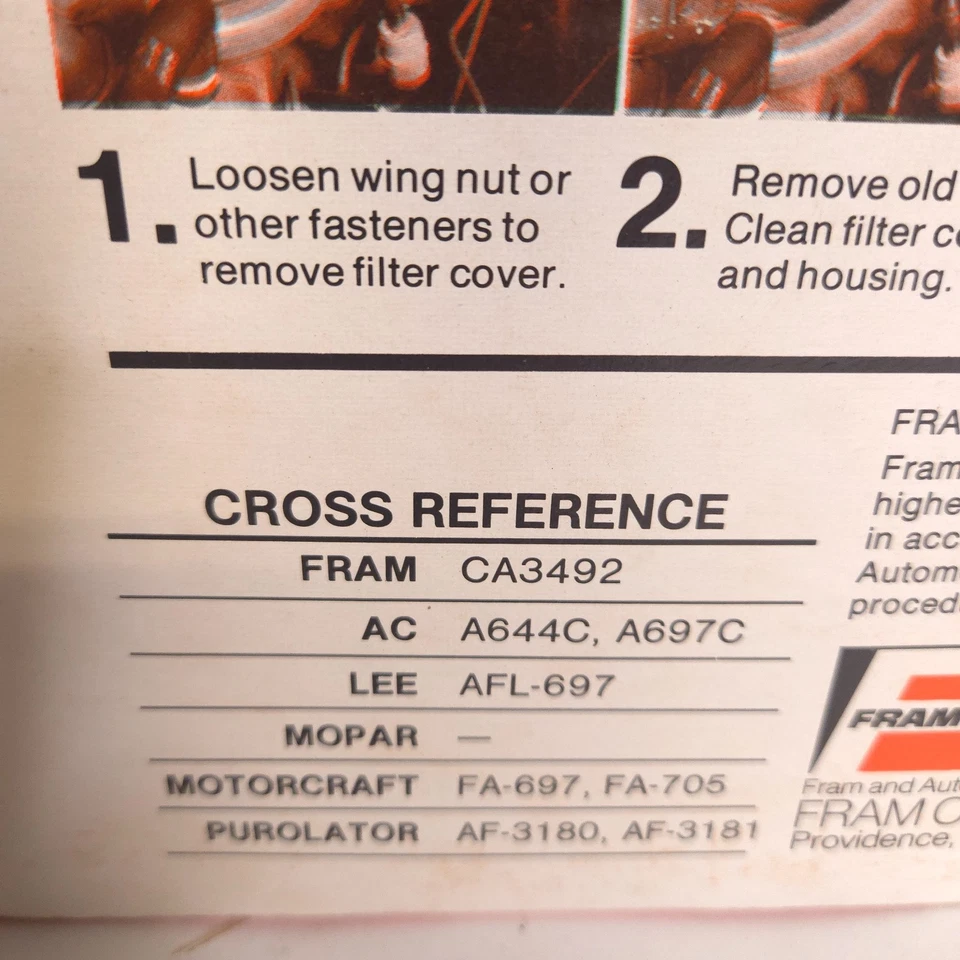 1. Loosen wing nut or
other fasteners to
remove filter cover.
2. Remove old
Clean filter
and housing.
CROSS REFERENCE
FRAM CA3492
AC A644C, A697C
LEE AFL-697
MOPAR —
MOTORCRAFT FA-697, FA-705
PUROLATOR AF-3180, AF-3181
FRA
Fram
highe
in acc
Autom
proced
FRAM
Fram and Aut
FRAM
Providence,